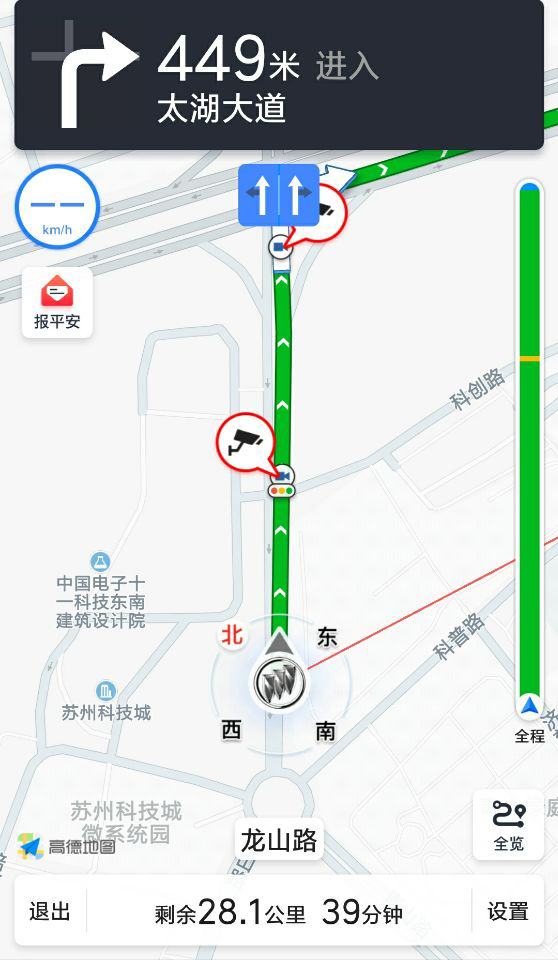 449米 进入
太湖大道
km/h
报平安
科创路
中国电子十
一科技东南
建筑设计院
北
东
科普路
苏州科技城
西
南
全程
苏州科技城
微系统园
高德地图
龙山路
全览
退出
剩余28.1公里 39分钟
设置